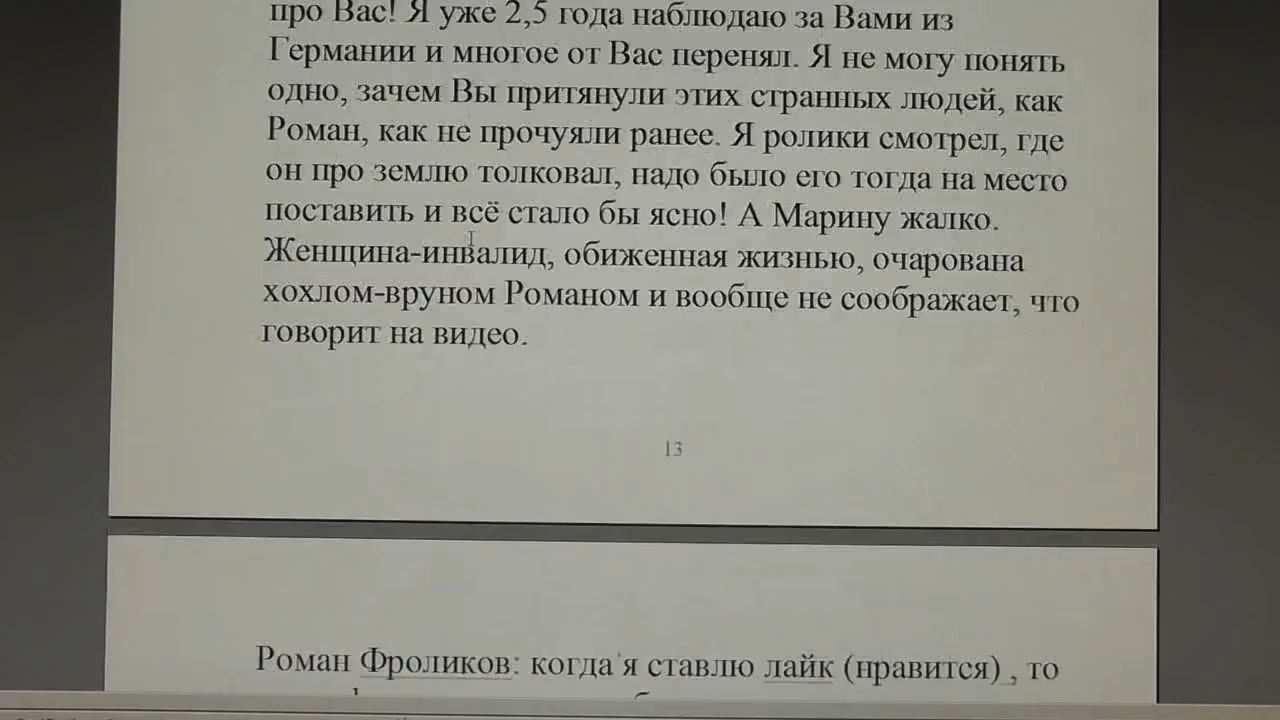 про Вас! Я уже 2,5 года наблюдаю за Вами из
Германии и многое от Вас перенял. Я не могу понять
одно, зачем Вы притянули этих странных людей, как
Роман, как не прочуяли ранее. Я ролики смотрел, где
он про землю толковал, надо было его тогда на место
поставить и всё стало бы ясно! А Марину жалко.
Женщина-инвалид, обиженная жизнью, очарована
хохлом-вруном Романом и вообще не соображает, что
говорит на видео.
13
Роман Фроликов: когда я ставлю лайк (нравится) , то